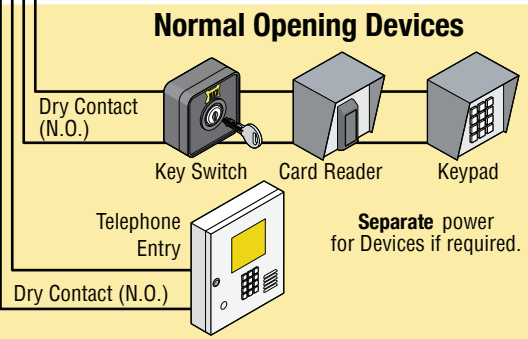 Normal Opening Devices
Dry Contact
(N.O.)
Key Switch
Card Reader
Keypad
Telephone
Entry
Separate power
for Devices if required.
Dry Contact (N.O.)